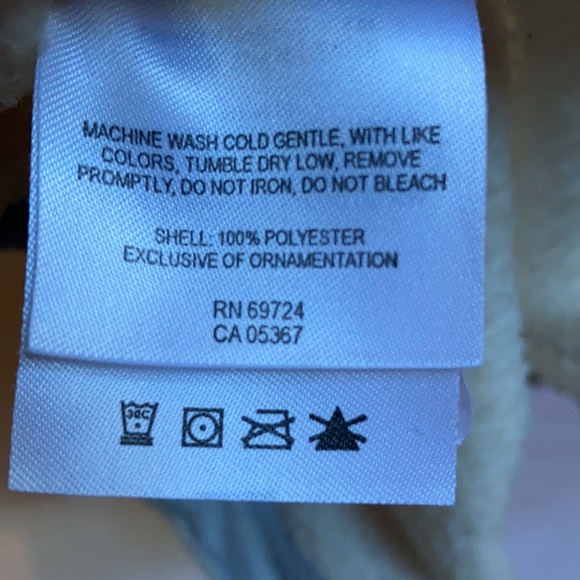 MACHINE WASH COLD GENTLE, WITH LIKE
COLORS, TUMBLE DRY LOW, REMOVE
PROMPTLY, DO NOT IRON, DO NOT BLEACH
SHELL: 100% POLYESTER
EXCLUSIVE OF ORNAMENTATION
RN 69724
CA 05367
30C